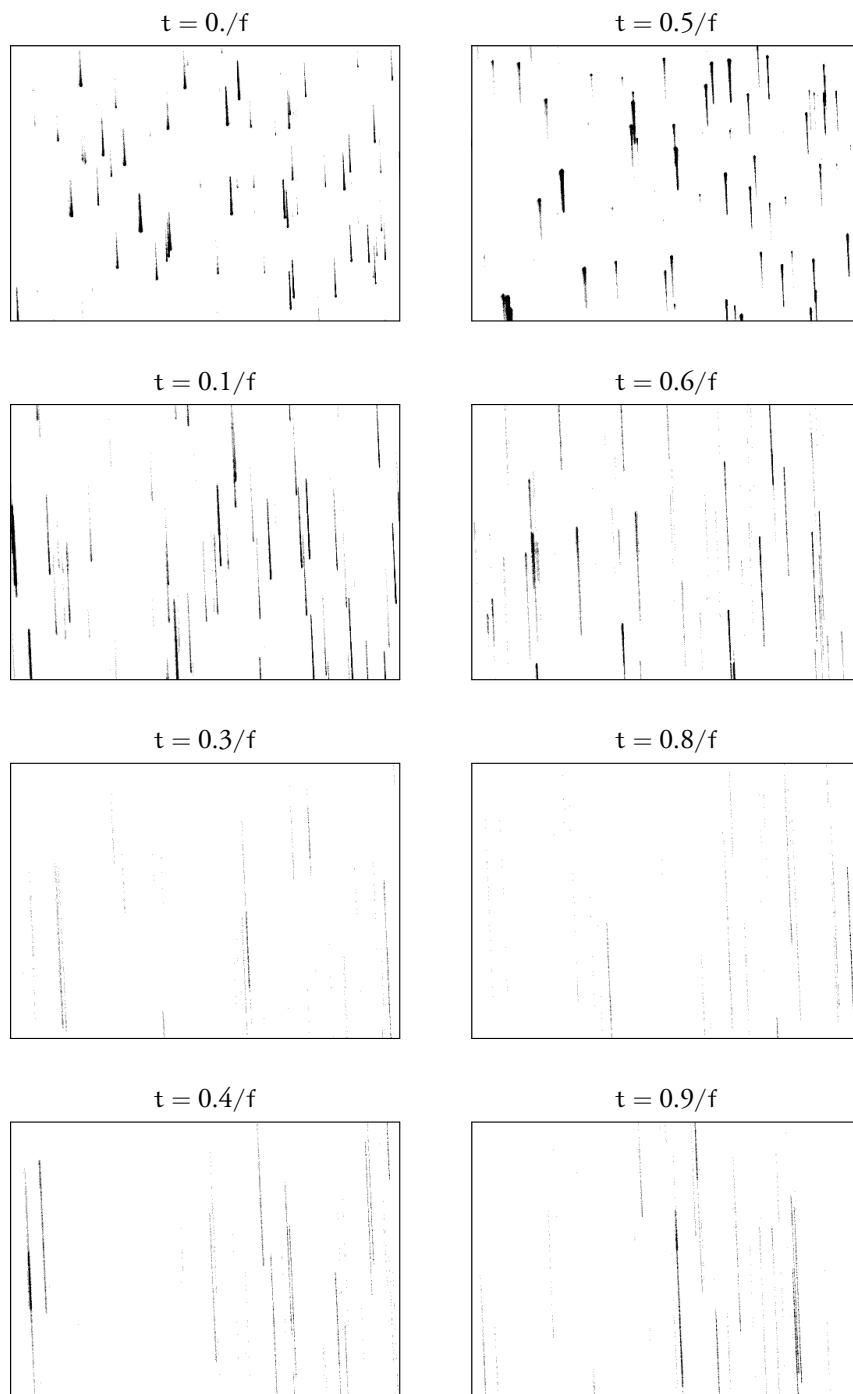 t = 0./f
t = 0.5/f
t = 0.1/f
t = 0.6/f
t = 0.3/f
t = 0.8/f
t = 0.4/f
t = 0.9/f